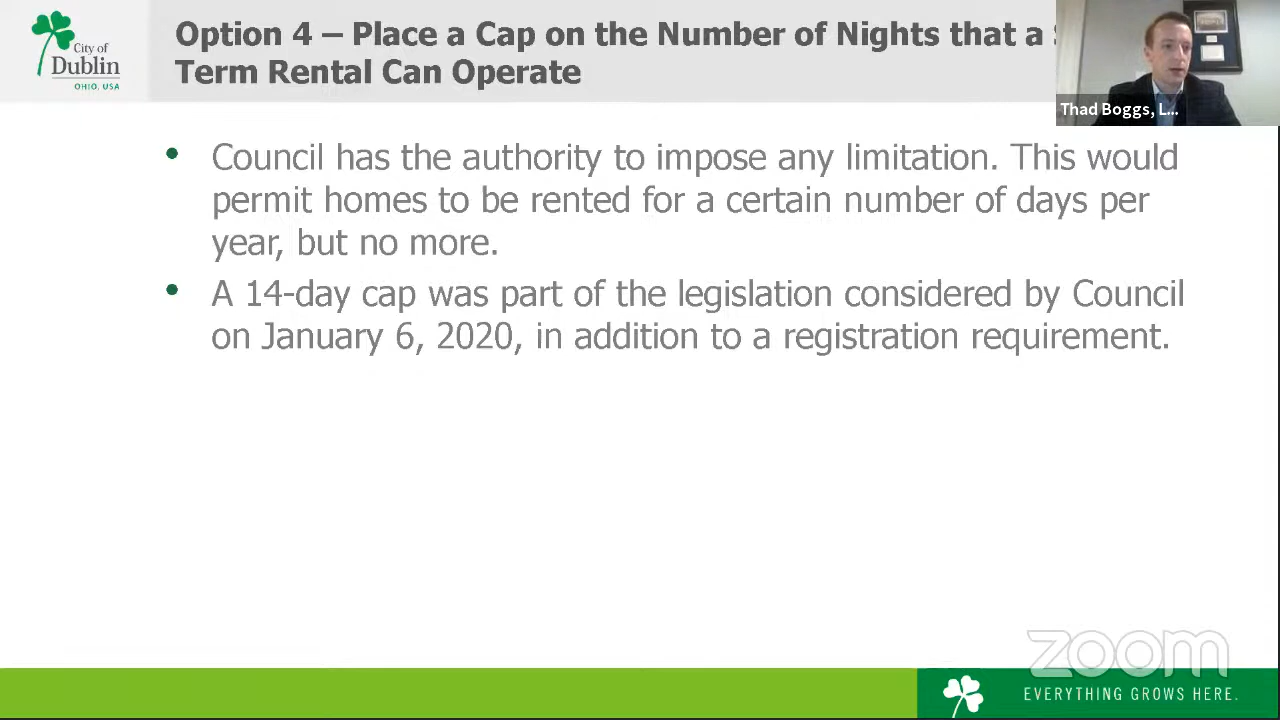 City of
Dublin
OHIO, USA
Option 4 – Place a Cap on the Number of Nights that a
Term Rental Can Operate
Thad Boggs, L...
• Council has the authority to impose any limitation. This would
permit homes to be rented for a certain number of days per
year, but no more.
• A 14-day cap was part of the legislation considered by Council
on January 6, 2020, in addition to a registration requirement.
zoom
EVERYTHING GROWS HERE.